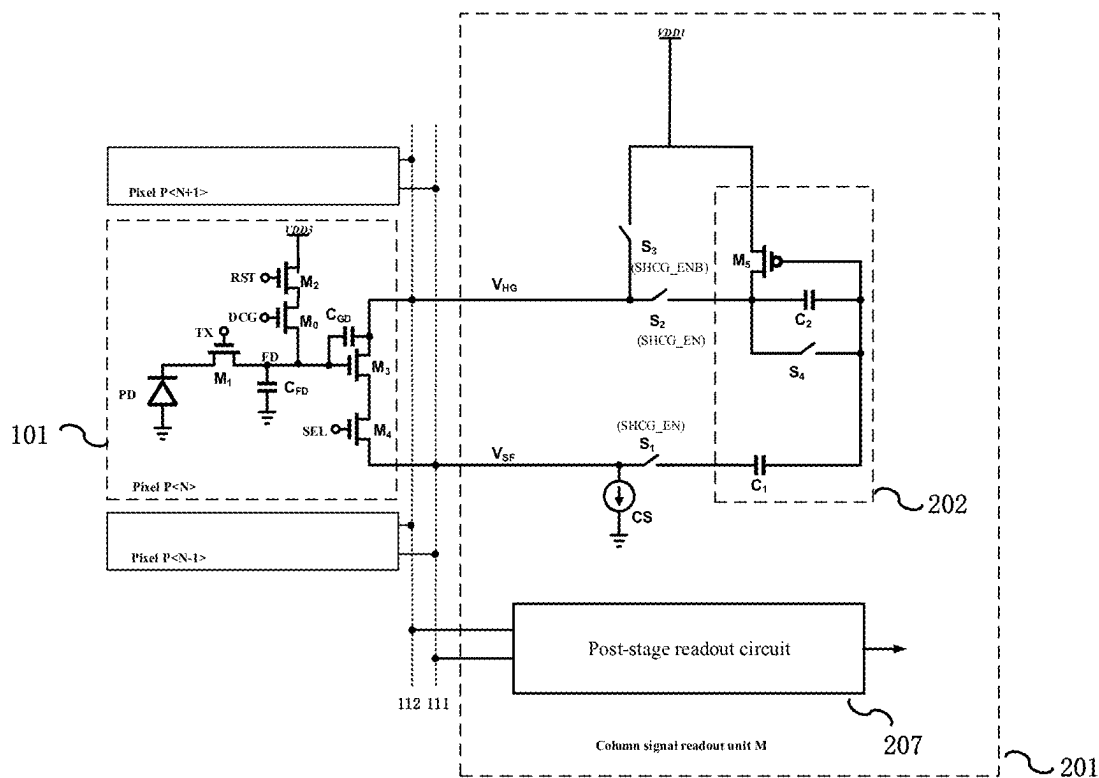 VDD1
Pixel P<N+1>
VDD3
RST
M2
DCG
M0
TX
CGD
FD
M1
M3
PD
CFD
SEL
M4
101
Pixel P<N>
Pixel P<N-1>
112
111
VHG
S3
(SHCG_ENB)
S2
(SHCG_EN)
M5
C2
S4
(SHCG_EN)
S1
VSF
C1
CS
202
Post-stage readout circuit
207
Column signal readout unit M
201